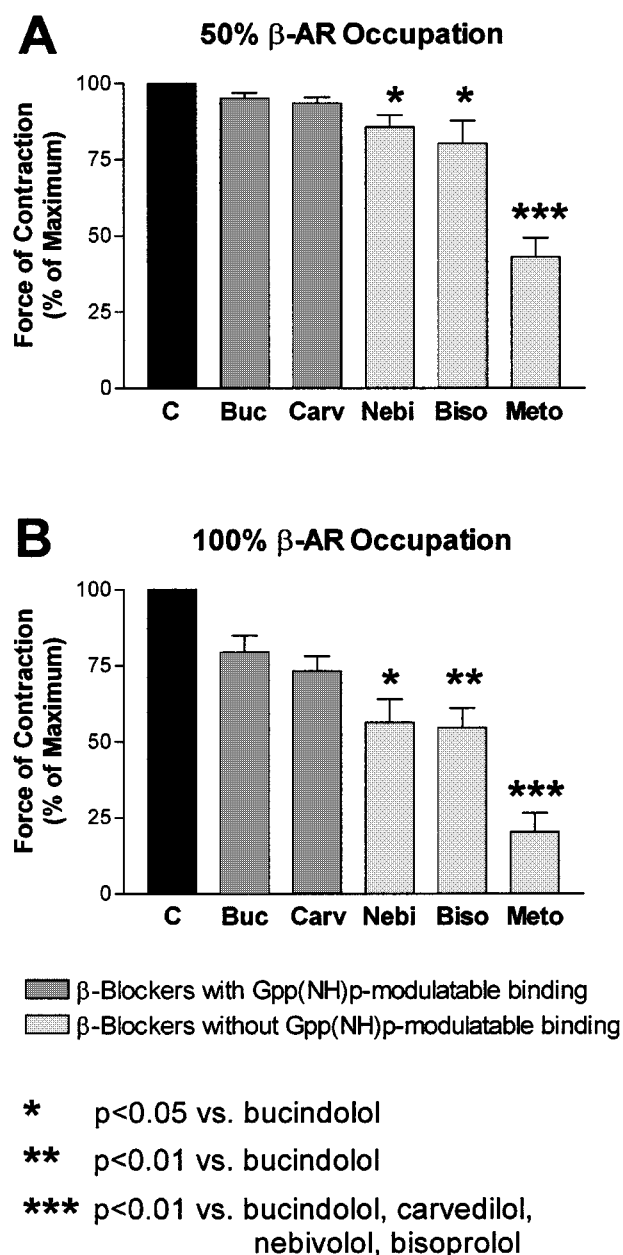 A
50% β-AR Occupation
Force of Contraction
(% of Maximum)
100
75
50
25
0
* * ***
C Buc Carv Nebi Biso Meto
B
100% β-AR Occupation
Force of Contraction
(% of Maximum)
100
75
50
25
0
* ** ***
C Buc Carv Nebi Biso Meto
β-Blockers with Gpp(NH)p-modulatable binding
β-Blockers without Gpp(NH)p-modulatable binding
* p<0.05 vs. bucindolol
** p<0.01 vs. bucindolol
*** p<0.01 vs. bucindolol, carvedilol,
nebivolol, bisoprolol